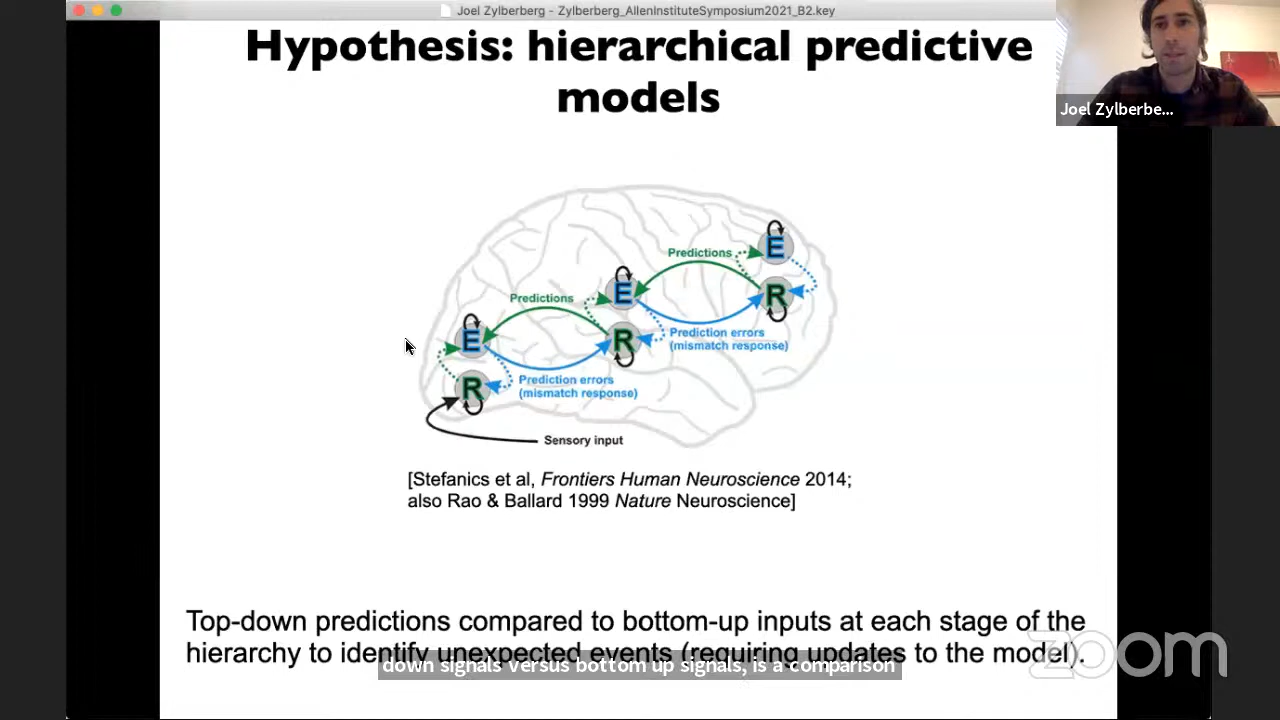 Joel Zylberberg - Zylberberg_AllenInstituteSymposium2021_B2.key
Hypothesis: hierarchical predictive
models
Joel Zylberbe...
E
Predictions
R
E
Predictions
R
Prediction errors
(mismatch response)
E
R
Prediction errors
(mismatch response)
Sensory input
[Stefanics et al, Frontiers Human Neuroscience 2014;
also Rao & Ballard 1999 Nature Neuroscience]
Top-down predictions compared to bottom-up inputs at each stage of the
hierarchy to identify unexpected events (requiring updates to the model).
down signals versus bottom up signals, is a comparison
zoom